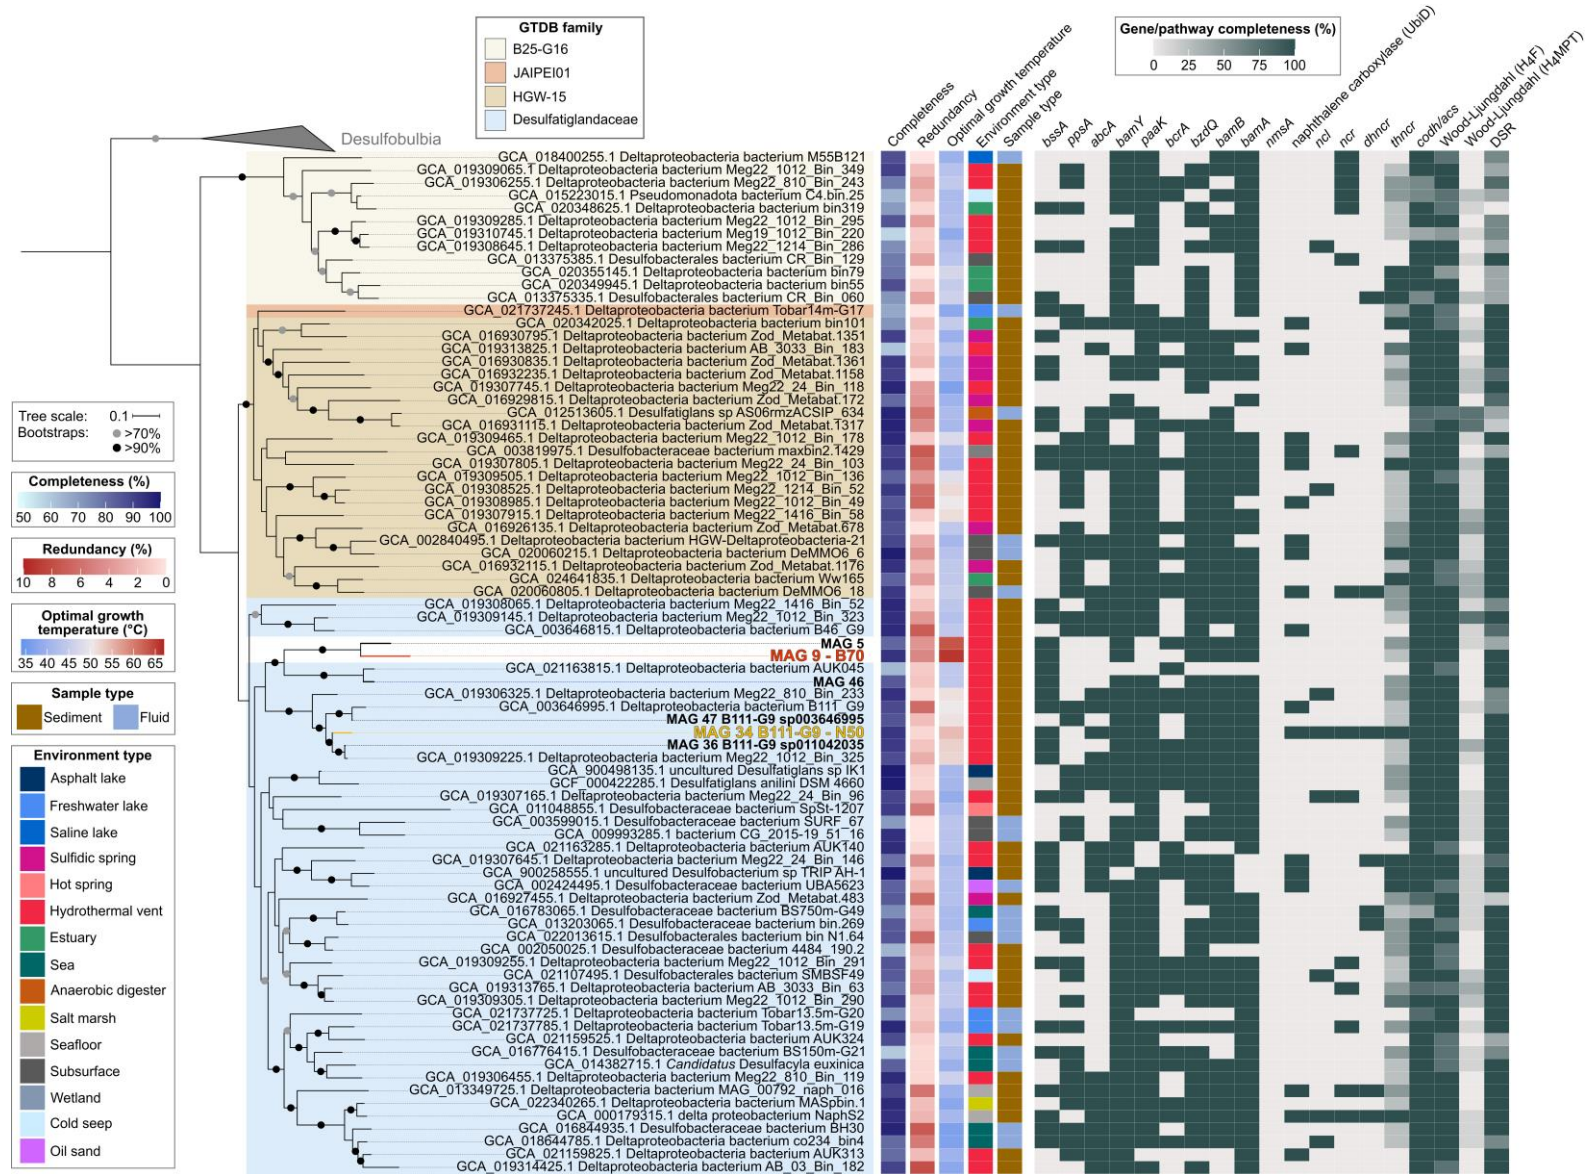 GTDB family
B25-G16
JAIPEI01
HGW-15
Desulfatiglandaceae
Gene/pathway completeness (%)
0 25 50 75 100
Completeness
Redundancy
Optimal growth temperature
Environment type
Sample type
bssA
ppsA
abcA
bamY
paaK
bcrA
bzdQ
bamB
bamA
nmsA
naphthalene carboxylase (UbiD)
ncl
ncr
dhncr
thncr
codh/acs
Wood-Ljungdahl (H4F)
Wood-Ljungdahl (H4MPT)
DSR
Desulfobulbia
GCA_018400255.1 Deltaproteobacteria bacterium M55B121
GCA_019309065.1 Deltaproteobacteria bacterium Meg22_1012_Bin_349
GCA_019306255.1 Deltaproteobacteria bacterium Meg22_810_Bin_243
GCA_015223015.1 Pseudomonadota bacterium C4.bin.25
GCA_020348625.1 Deltaproteobacteria bacterium bin319
GCA_019309285.1 Deltaproteobacteria bacterium Meg22_1012_Bin_295
GCA_019310745.1 Deltaproteobacteria bacterium Meg19_1012_Bin_220
GCA_019308645.1 Deltaproteobacteria bacterium Meg22_1214_Bin_286
GCA_013375385.1 Desulfobacterales bacterium CR_Bin_129
GCA_020355145.1 Deltaproteobacteria bacterium bin79
GCA_020349945.1 Deltaproteobacteria bacterium bin55
GCA_013375335.1 Desulfobacterales bacterium CR_Bin_060
GCA_021737245.1 Deltaproteobacteria bacterium Tobar14m-G17
GCA_020342025.1 Deltaproteobacteria bacterium bin101
GCA_016930795.1 Deltaproteobacteria bacterium Zod_Metabat.1351
GCA_019313825.1 Deltaproteobacteria bacterium AB_3033_Bin_183
GCA_016930835.1 Deltaproteobacteria bacterium Zod_Metabat.1361
GCA_016932235.1 Deltaproteobacteria bacterium Zod_Metabat.1158
GCA_019307745.1 Deltaproteobacteria bacterium Meg22_24_Bin_118
GCA_016929815.1 Deltaproteobacteria bacterium Zod_Metabat.172
GCA_012513605.1 Desulfatiglans sp AS06rmzACSIP_634
GCA_016931115.1 Deltaproteobacteria bacterium Zod_Metabat.1317
GCA_019309465.1 Deltaproteobacteria bacterium Meg22_1012_Bin_178
GCA_003819975.1 Desulfobacteraceae bacterium maxbin2.1429
GCA_019307805.1 Deltaproteobacteria bacterium Meg22_24_Bin_103
GCA_019309505.1 Deltaproteobacteria bacterium Meg22_1012_Bin_136
GCA_019308525.1 Deltaproteobacteria bacterium Meg22_1214_Bin_52
GCA_019308985.1 Deltaproteobacteria bacterium Meg22_1012_Bin_49
GCA_019307915.1 Deltaproteobacteria bacterium Meg22_1416_Bin_58
GCA_016926135.1 Deltaproteobacteria bacterium Zod_Metabat.678
GCA_002840495.1 Deltaproteobacteria bacterium HGW-Deltaproteobacteria-21
GCA_020060215.1 Deltaproteobacteria bacterium DeMMO6_6
GCA_016932115.1 Deltaproteobacteria bacterium Zod_Metabat.1176
GCA_024641835.1 Deltaproteobacteria bacterium Ww165
GCA_020060805.1 Deltaproteobacteria bacterium DeMMO6_18
GCA_019308065.1 Deltaproteobacteria bacterium Meg22_1416_Bin_52
GCA_019309145.1 Deltaproteobacteria bacterium Meg22_1012_Bin_323
GCA_003646815.1 Deltaproteobacteria bacterium B46_G9
MAG 5
MAG 9 - B70
GCA_021163815.1 Deltaproteobacteria bacterium AUK045
MAG 46
GCA_019306325.1 Deltaproteobacteria bacterium Meg22_810_Bin_233
GCA_003646995.1 Deltaproteobacteria bacterium B111_G9
MAG 47 B111-G9 sp003646995
MAG 34 B111-G9 - N50
MAG 36 B111-G9 sp011042035
GCA_019309225.1 Deltaproteobacteria bacterium Meg22_1012_Bin_325
GCA_900498135.1 uncultured Desulfatiglans sp IK1
GCF_000422285.1 Desulfatiglans anilini DSM 4660
GCA_019307165.1 Deltaproteobacteria bacterium Meg22_24_Bin_96
GCA_011048855.1 Desulfobacteraceae bacterium SpSt-1207
GCA_003599015.1 Desulfobacteraceae bacterium SURF_67
GCA_009993285.1 bacterium CG_2015-19_51_16
GCA_021163285.1 Deltaproteobacteria bacterium AUK140
GCA_019307645.1 Deltaproteobacteria bacterium Meg22_24_Bin_146
GCA_900258555.1 uncultured Desulfobacterium sp TRIP AH-1
GCA_002424495.1 Desulfobacteraceae bacterium UBA5623
GCA_016927455.1 Deltaproteobacteria bacterium Zod_Metabat.483
GCA_016783065.1 Desulfobacteraceae bacterium BS750m-G49
GCA_013203065.1 Desulfobacteraceae bacterium bin.269
GCA_022013615.1 Desulfobacterales bacterium bin N1.64
GCA_002050025.1 Desulfobacteraceae bacterium 4484_190.2
GCA_019309255.1 Deltaproteobacteria bacterium Meg22_1012_Bin_291
GCA_021107495.1 Desulfobacterales bacterium SMBSF49
GCA_019313765.1 Deltaproteobacteria bacterium AB_3033_Bin_63
GCA_019309305.1 Deltaproteobacteria bacterium Meg22_1012_Bin_290
GCA_021737725.1 Deltaproteobacteria bacterium Tobar13.5m-G20
GCA_021737785.1 Deltaproteobacteria bacterium Tobar13.5m-G19
GCA_021159525.1 Deltaproteobacteria bacterium AUK324
GCA_016776415.1 Desulfobacteraceae bacterium BS150m-G21
GCA_014382715.1 Candidatus Desulfacyla euxinica
GCA_019306455.1 Deltaproteobacteria bacterium Meg22_810_Bin_119
GCA_013349725.1 Deltaproteobacteria bacterium MAG_00792_naph_016
GCA_022340265.1 Deltaproteobacteria bacterium MASpbin.1
GCA_000179315.1 delta proteobacterium NaphS2
GCA_016844935.1 Desulfobacteraceae bacterium BH30
GCA_018644785.1 Deltaproteobacteria bacterium co234_bin4
GCA_021159825.1 Deltaproteobacteria bacterium AUK313
GCA_019314425.1 Deltaproteobacteria bacterium AB_03_Bin_182
Tree scale: 0.1
Bootstraps: >70%
>90%
Completeness (%)
50 60 70 80 90 100
Redundancy (%)
10 8 6 4 2 0
Optimal growth
temperature (°C)
35 40 45 50 55 60 65
Sample type
Sediment Fluid
Environment type
Asphalt lake
Freshwater lake
Saline lake
Sulfidic spring
Hot spring
Hydrothermal vent
Estuary
Sea
Anaerobic digester
Salt marsh
Seafloor
Subsurface
Wetland
Cold seep
Oil sand